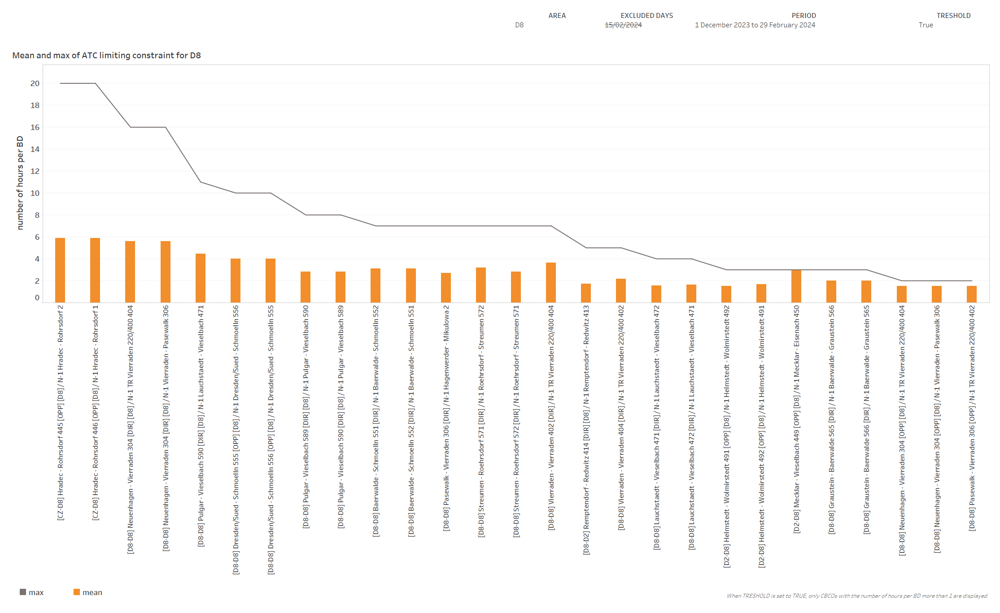 AREA
EXCLUDED DAYS
PERIOD
TRESHOLD
D8
15/02/2024
1 December 2023 to 29 February 2024
True
Mean and max of ATC limiting constraint for D8
number of hours per BD
20
18
16
14
12
10
8
6
4
2
0
[CZ-D8] Hradec - Rohrsdorf 445 [OPP] [D8] / N-1 Hradec - Rohrsdorf 2
[CZ-D8] Hradec - Rohrsdorf 446 [OPP] [D8] / N-1 Hradec - Rohrsdorf 1
[D8-D8] Neuenhagen - Vierraden 304 [DIR] [D8] / N-1 TR Vierraden 220/400 404
[D8-D8] Neuenhagen - Vierraden 304 [DIR] [D8] / N-1 Vierraden - Pasewalk 306
[D8-D8] Pulgar - Vieselbach 590 [DIR] [D8] / N-1 Lauchstaedt - Vieselbach 471
[D8-D8] Dresden/Sued - Schmoelln 555 [OPP] [D8] / N-1 Dresden/Sued - Schmoelln 556
[D8-D8] Dresden/Sued - Schmoelln 556 [OPP] [D8] / N-1 Dresden/Sued - Schmoelln 555
[D8-D8] Pulgar - Vieselbach 589 [DIR] [D8] / N-1 Pulgar - Vieselbach 590
[D8-D8] Pulgar - Vieselbach 590 [DIR] [D8] / N-1 Pulgar - Vieselbach 589
[D8-D8] Baerwalde - Schmoelln 551 [DIR] / N-1 Baerwalde - Schmoelln 552
[D8-D8] Baerwalde - Schmoelln 552 [DIR] / N-1 Baerwalde - Schmoelln 551
[D8-D8] Pasewalk - Vierraden 306 [DIR] / N-1 Hagenwerder - Mikulowa 2
[D8-D8] Streumen - Roehrsdorf 571 [DIR] / N-1 Roehrsdorf - Streumen 572
[D8-D8] Streumen - Roehrsdorf 572 [DIR] / N-1 Roehrsdorf - Streumen 571
[D8-D8] Vierraden - Vierraden 402 [DIR] / N-1 TR Vierraden 220/400 404
[D8-D2] Remptendorf - Redwitz 414 [DIR] [D8] / N-1 Remptendorf - Redwitz 413
[D8-D8] Vierraden - Vierraden 404 [DIR] / N-1 TR Vierraden 220/400 402
[D8-D8] Lauchstaedt - Vieselbach 471 [DIR] / N-1 Lauchstaedt - Vieselbach 472
[D8-D8] Lauchstaedt - Vieselbach 472 [DIR] / N-1 Lauchstaedt - Vieselbach 471
[D2-D8] Helmstedt - Wolmirstedt 491 [OPP] [D8] / N-1 Helmstedt - Wolmirstedt 492
[D2-D8] Helmstedt - Wolmirstedt 492 [OPP] [D8] / N-1 Helmstedt - Wolmirstedt 491
[D2-D8] Mecklar - Vieselbach 449 [OPP] [D8] / N-1 Mecklar - Eisenach 450
[D8-D8] Graustein - Baerwalde 565 [DIR] / N-1 Baerwalde - Graustein 566
[D8-D8] Graustein - Baerwalde 566 [DIR] / N-1 Baerwalde - Graustein 565
[D8-D8] Neuenhagen - Vierraden 304 [OPP] [D8] / N-1 TR Vierraden 220/400 404
[D8-D8] Neuenhagen - Vierraden 304 [OPP] [D8] / N-1 Vierraden - Pasewalk 306
[D8-D8] Pasewalk - Vierraden 306 [OPP] / N-1 TR Vierraden 220/400 402
max
mean
When TRESHOLD is set to TRUE, only CBCOs with the number of hours per BD more than 1 are displayed.